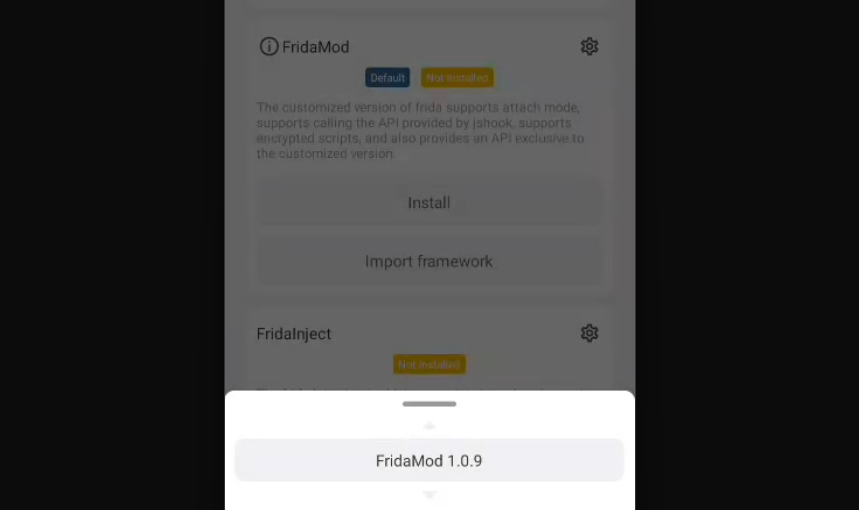 FridaMod
Default
Not Installed
The customized version of frida supports attach mode,
supports calling the API provided by jshook, supports
encrypted scripts, and also provides an API exclusive to
the customized version.
Install
Import framework
FridaInject
Not Installed
FridaMod 1.0.9